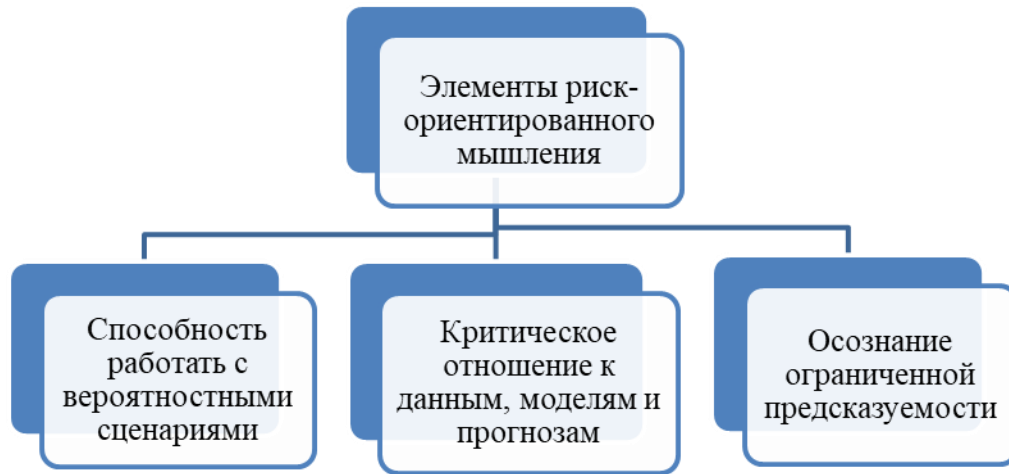 Элементы риск-
ориентированного
мышления
Способность
работать с
вероятностными
сценариями
Критическое
отношение к
данным, моделям и
прогнозам
Осознание
ограниченной
предсказуемости